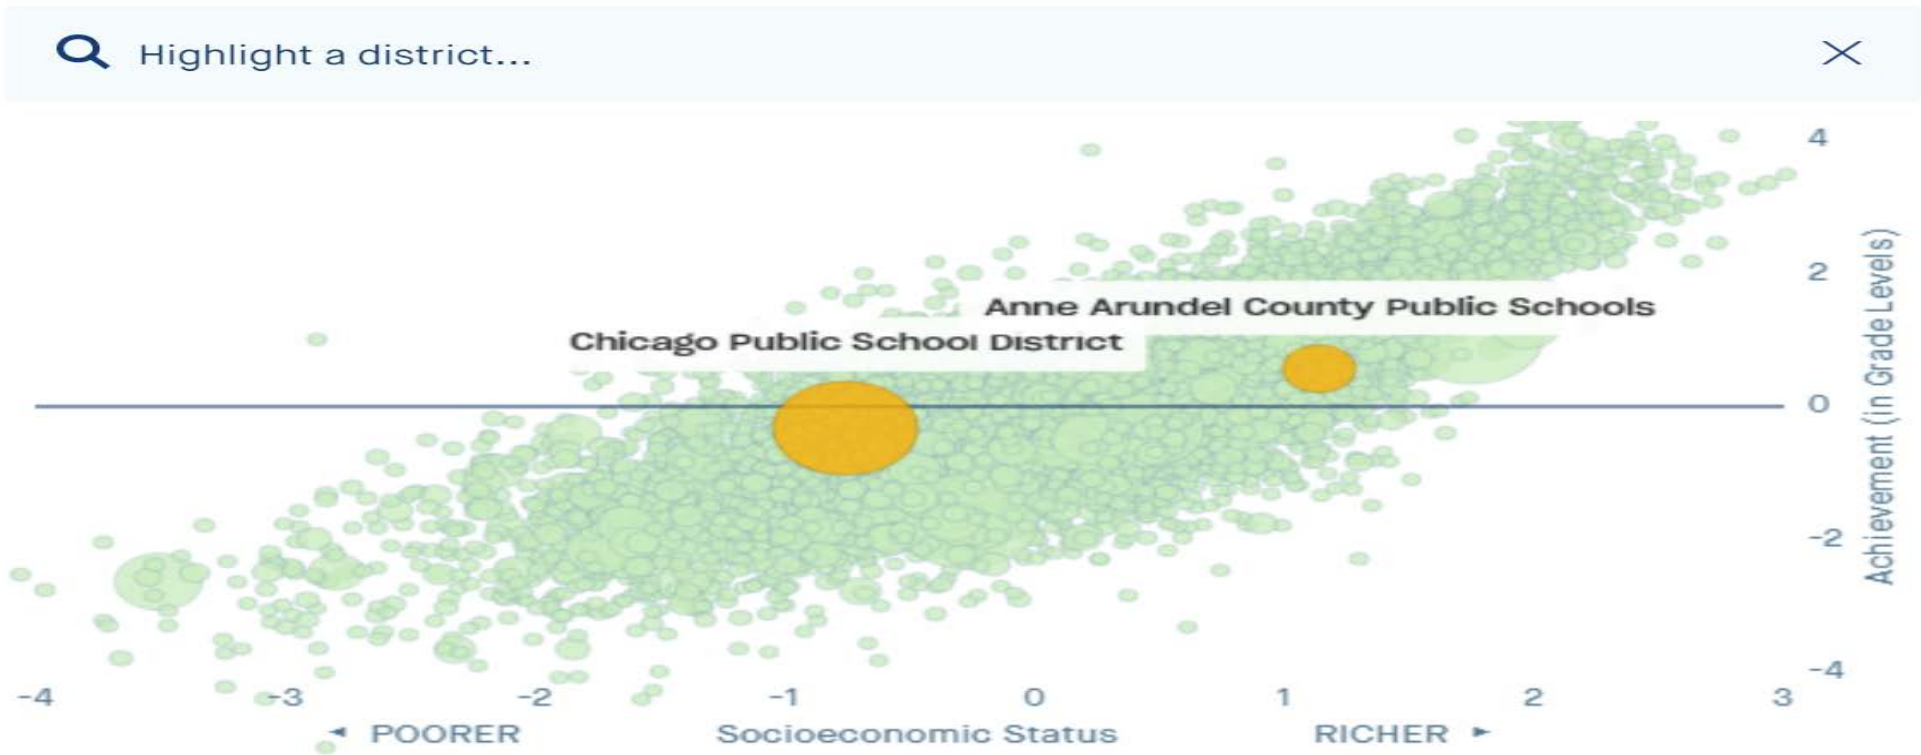 Highlight a district...
4
2
Anne Arundel County Public Schools
Chicago Public School District
0
Achievement (in Grade Levels)
-2
-4
-4 -3 -2 -1 0 1 2 3
◄ POORER Socioeconomic Status RICHER ►